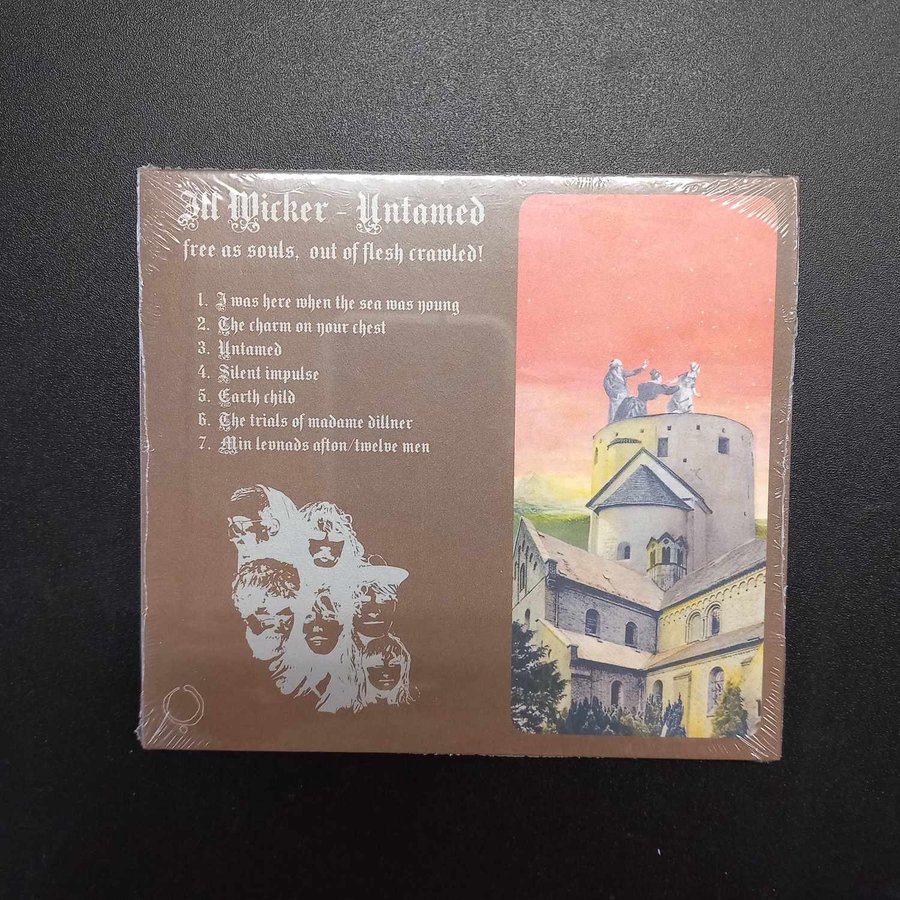 Ill Wicker - Untamed
free as souls, out of flesh crawled!
1. I was here when the sea was young
2. The charm on your chest
3. Untamed
4. Silent impulse
5. Earth child
6. The trials of madame dillner
7. Min levnads afton/twelve men